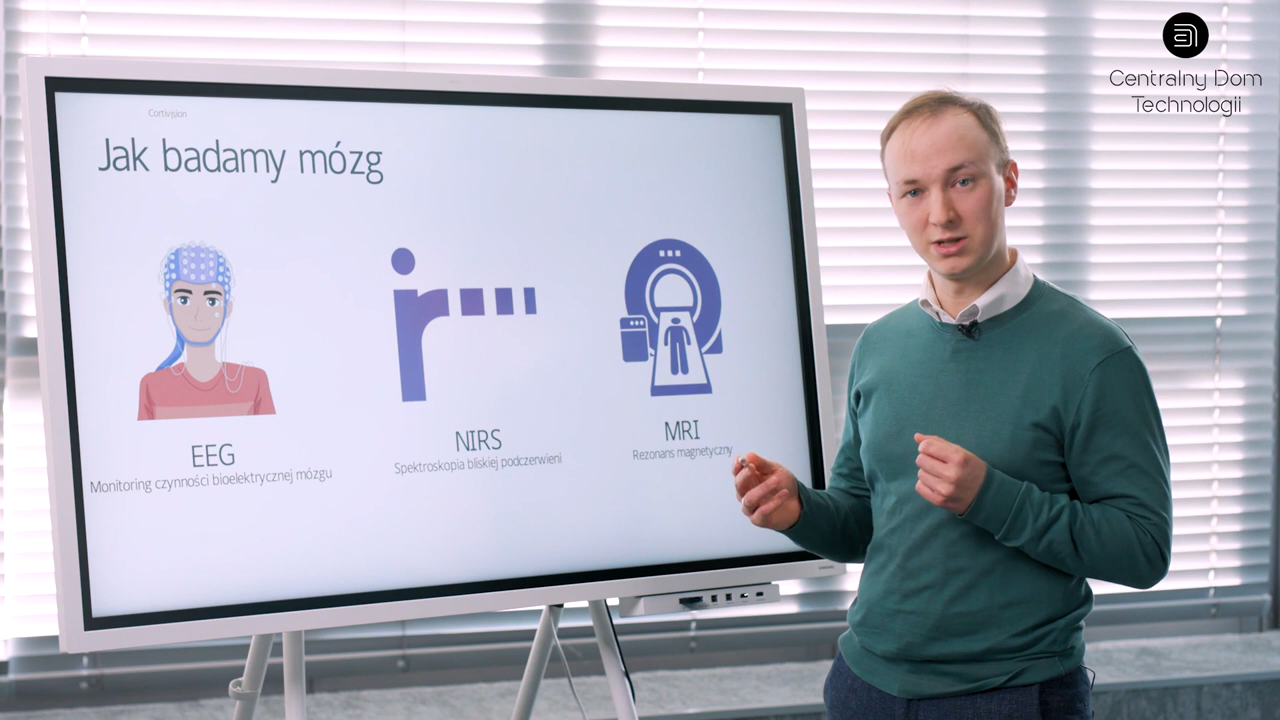 Centralny Dom
Technologii
Cortivision
Jak badamy mózg
EEG
Monitoring czynności bioelektrycznej mózgu
NIRS
Spektroskopia bliskiej podczerwieni
MRI
Rezonans magnetyczny
SAMSUNG